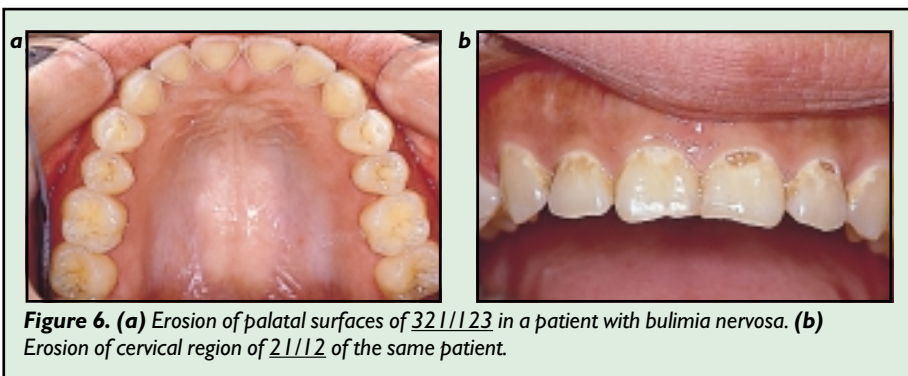 a
b
Figure 6. (a) Erosion of palatal surfaces of 321/123 in a patient with bulimia nervosa. (b)
Erosion of cervical region of 21/12 of the same patient.